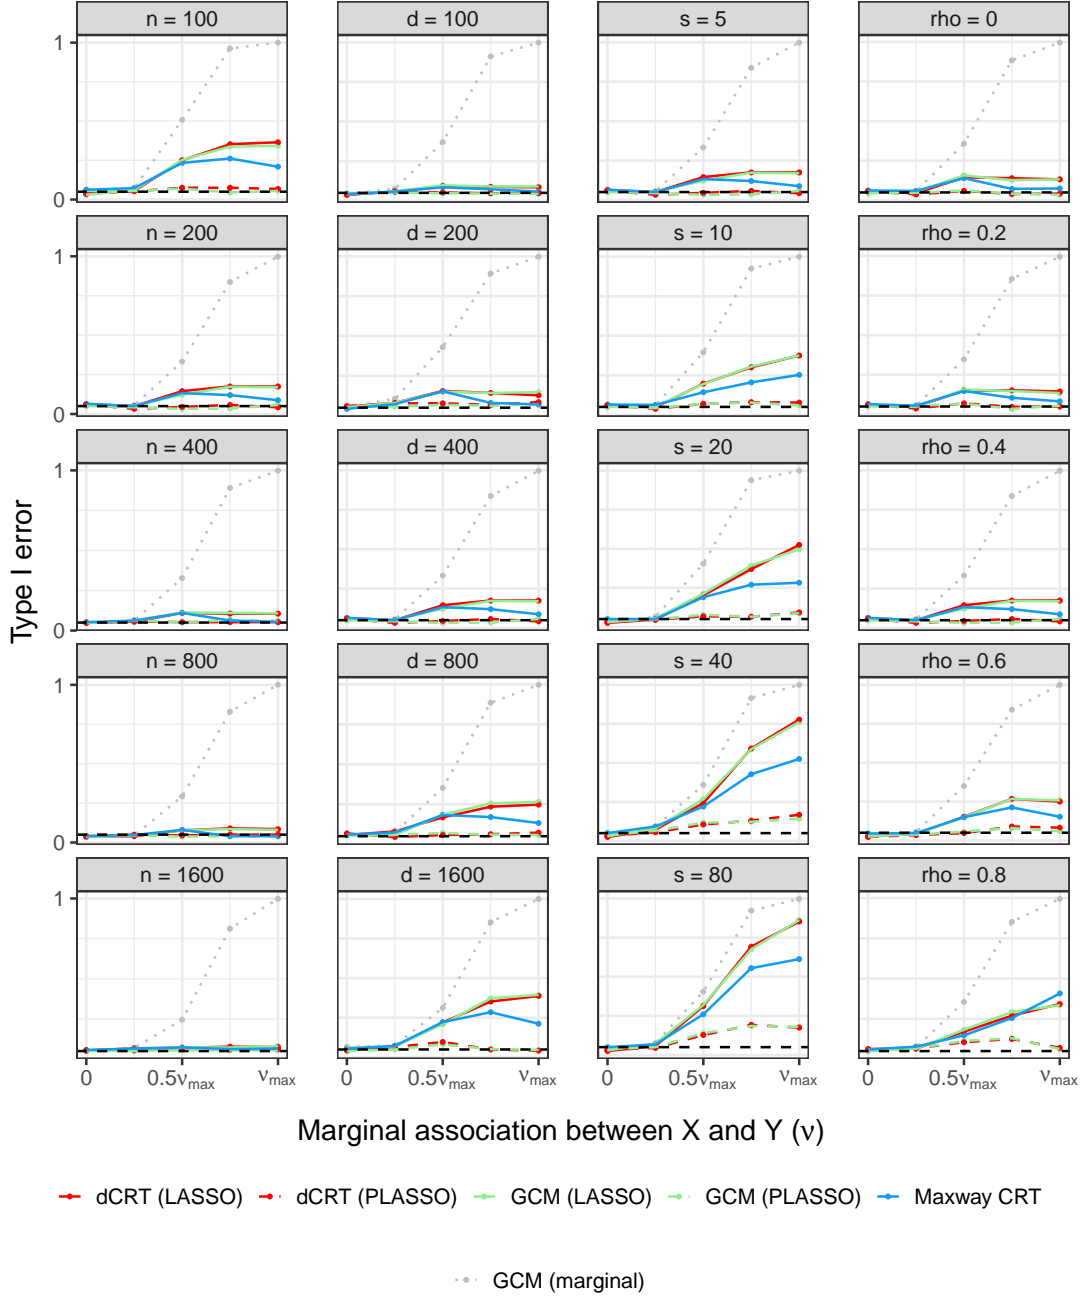 n = 100
d = 100
s = 5
rho = 0
1
0
n = 200
d = 200
s = 10
rho = 0.2
1
0
n = 400
d = 400
s = 20
rho = 0.4
1
0
n = 800
d = 800
s = 40
rho = 0.6
1
0
n = 1600
d = 1600
s = 80
rho = 0.8
1
0
Type I error
0 0.5νmax νmax
0 0.5νmax νmax
0 0.5νmax νmax
0 0.5νmax νmax
Marginal association between X and Y (ν)
dCRT (LASSO) dCRT (PLASSO) GCM (LASSO) GCM (PLASSO) Maxway CRT
GCM (marginal)